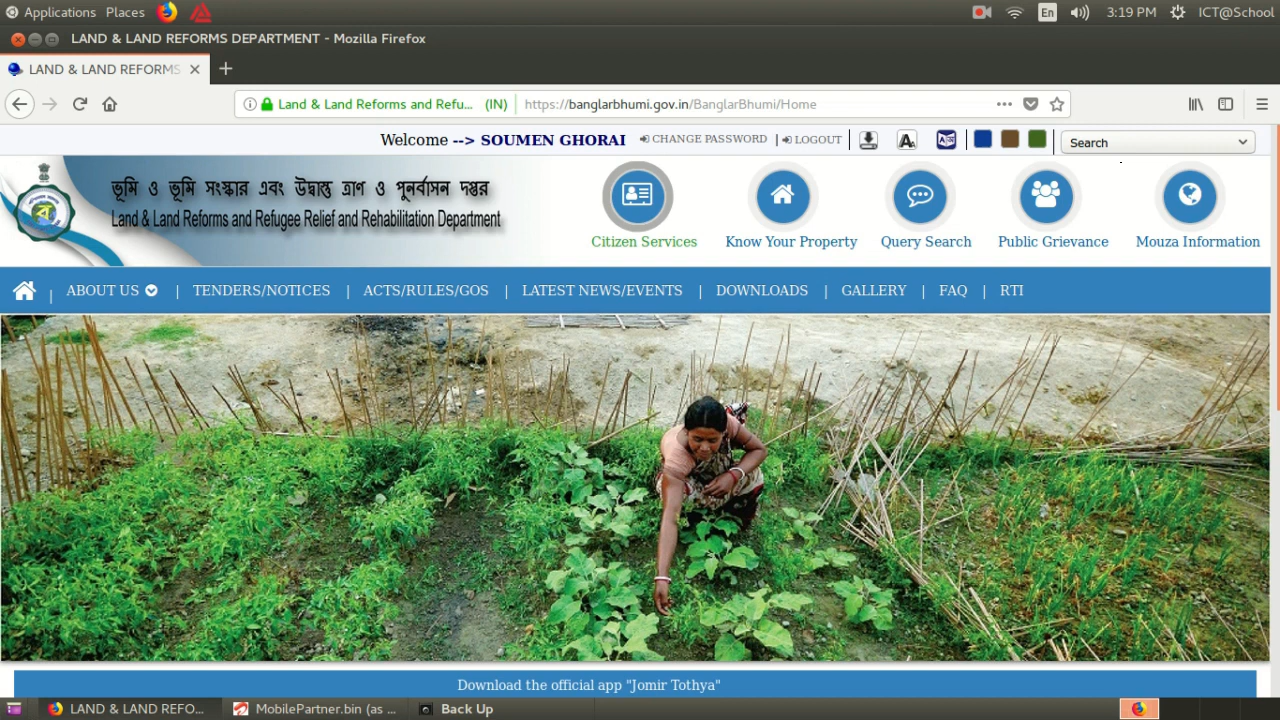 Applications Places En 3:19 PM ICT@School
LAND & LAND REFORMS DEPARTMENT - Mozilla Firefox
LAND & LAND REFORMS
Land & Land Reforms and Refu... (IN) https://banglarbhumi.gov.in/BanglarBhumi/Home
Welcome --> SOUMEN GHORAI CHANGE PASSWORD | LOGOUT Search
ভূমি ও ভূমি সংস্কার এবং উদ্বাস্তু ত্রাণ ও পুনর্বাসন দপ্তর
Land & Land Reforms and Refugee Relief and Rehabilitation Department
Citizen Services Know Your Property Query Search Public Grievance Mouza Information
ABOUT US | TENDERS/NOTICES | ACTS/RULES/GOS | LATEST NEWS/EVENTS | DOWNLOADS | GALLERY | FAQ | RTI
Download the official app "Jomir Tothya"
LAND & LAND REFO... MobilePartner.bin (as ... Back Up